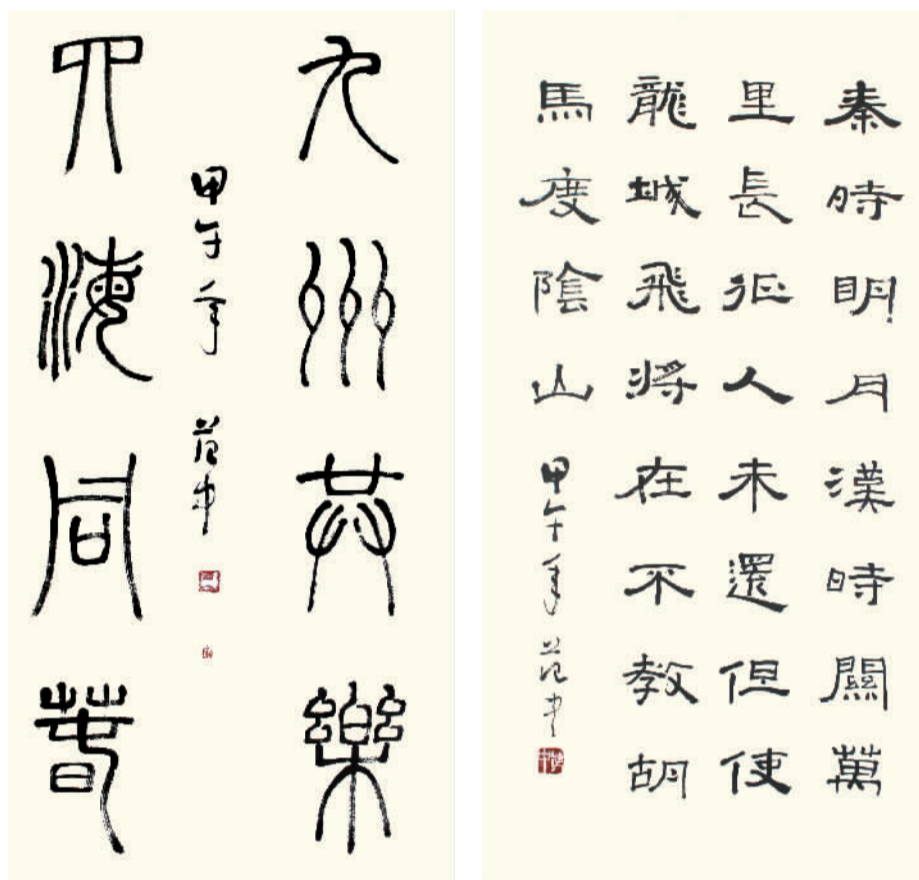 九州共樂
四海同春
甲午年 范
秦時明月漢時關萬
里長征人未還但使
龍城飛將在不教胡
馬度陰山
甲午年 范